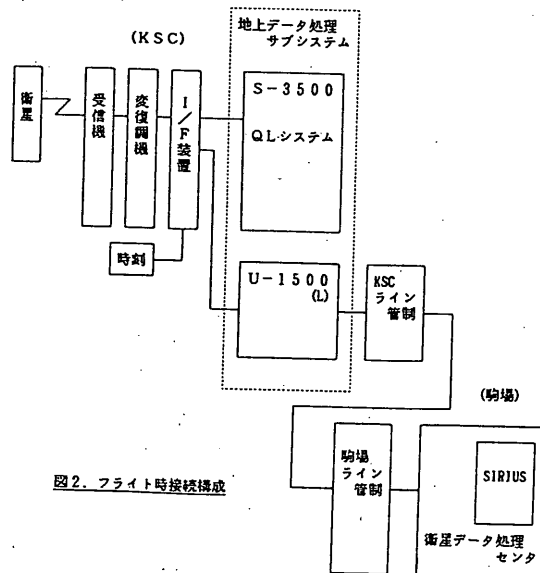 (KSC)
地上データ処理
サブシステム
衛星
受信機
変復調機
I/F装置
時刻
S-3500
QLシステム
U-1500
(L)
KSC
ライン
管制
(駒場)
駒場
ライン
管制
SIRIUS
衛星データ処理
センタ
図2. フライト時接続構成